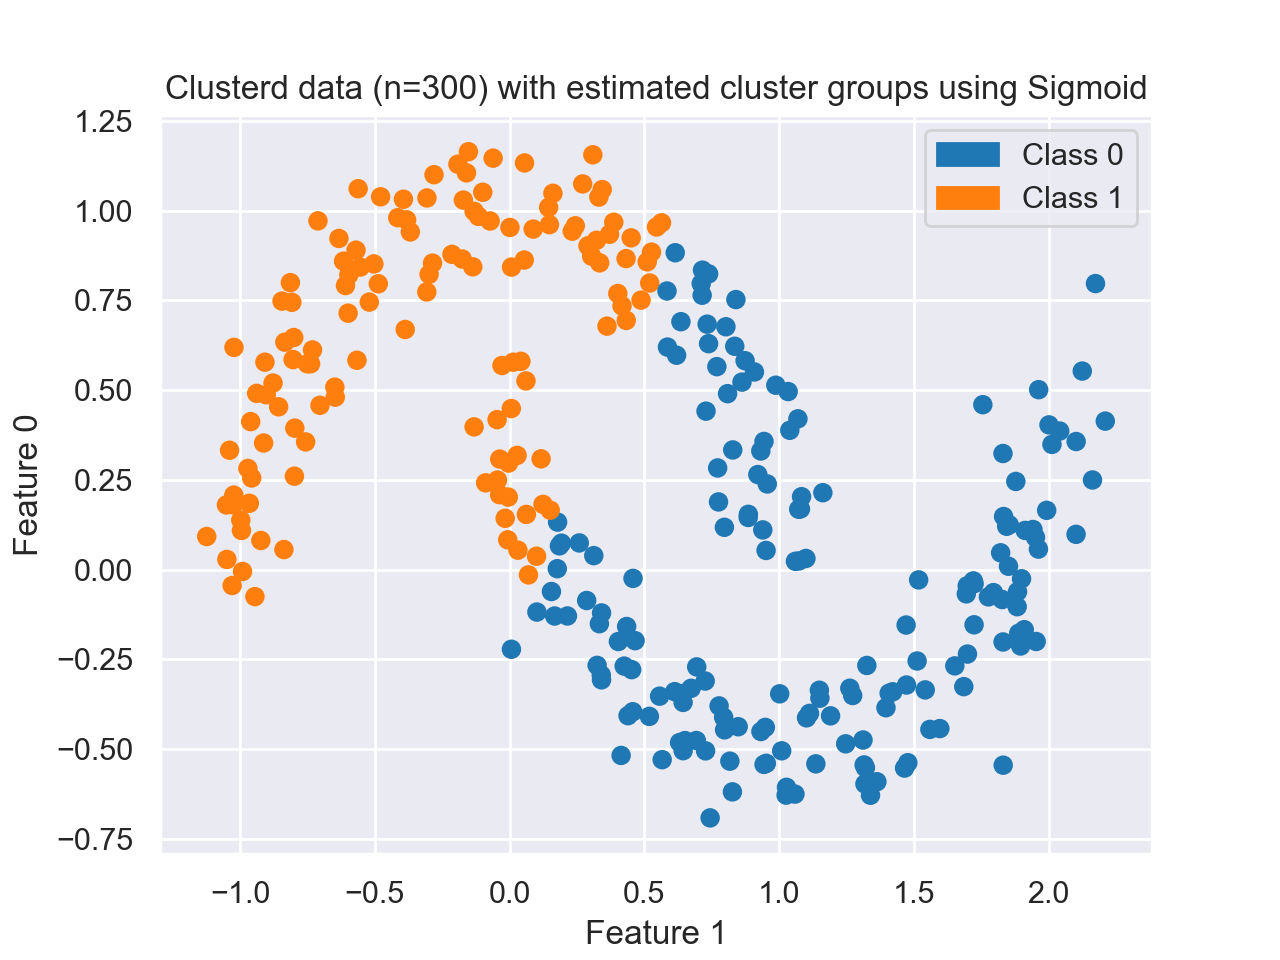 Clusterd data (n=300) with estimated cluster groups using Sigmoid
1.25
1.00
0.75
0.50
0.25
0.00
−0.25
−0.50
−0.75
Feature 0
Class 0
Class 1
−1.0 −0.5 0.0 0.5 1.0 1.5 2.0
Feature 1